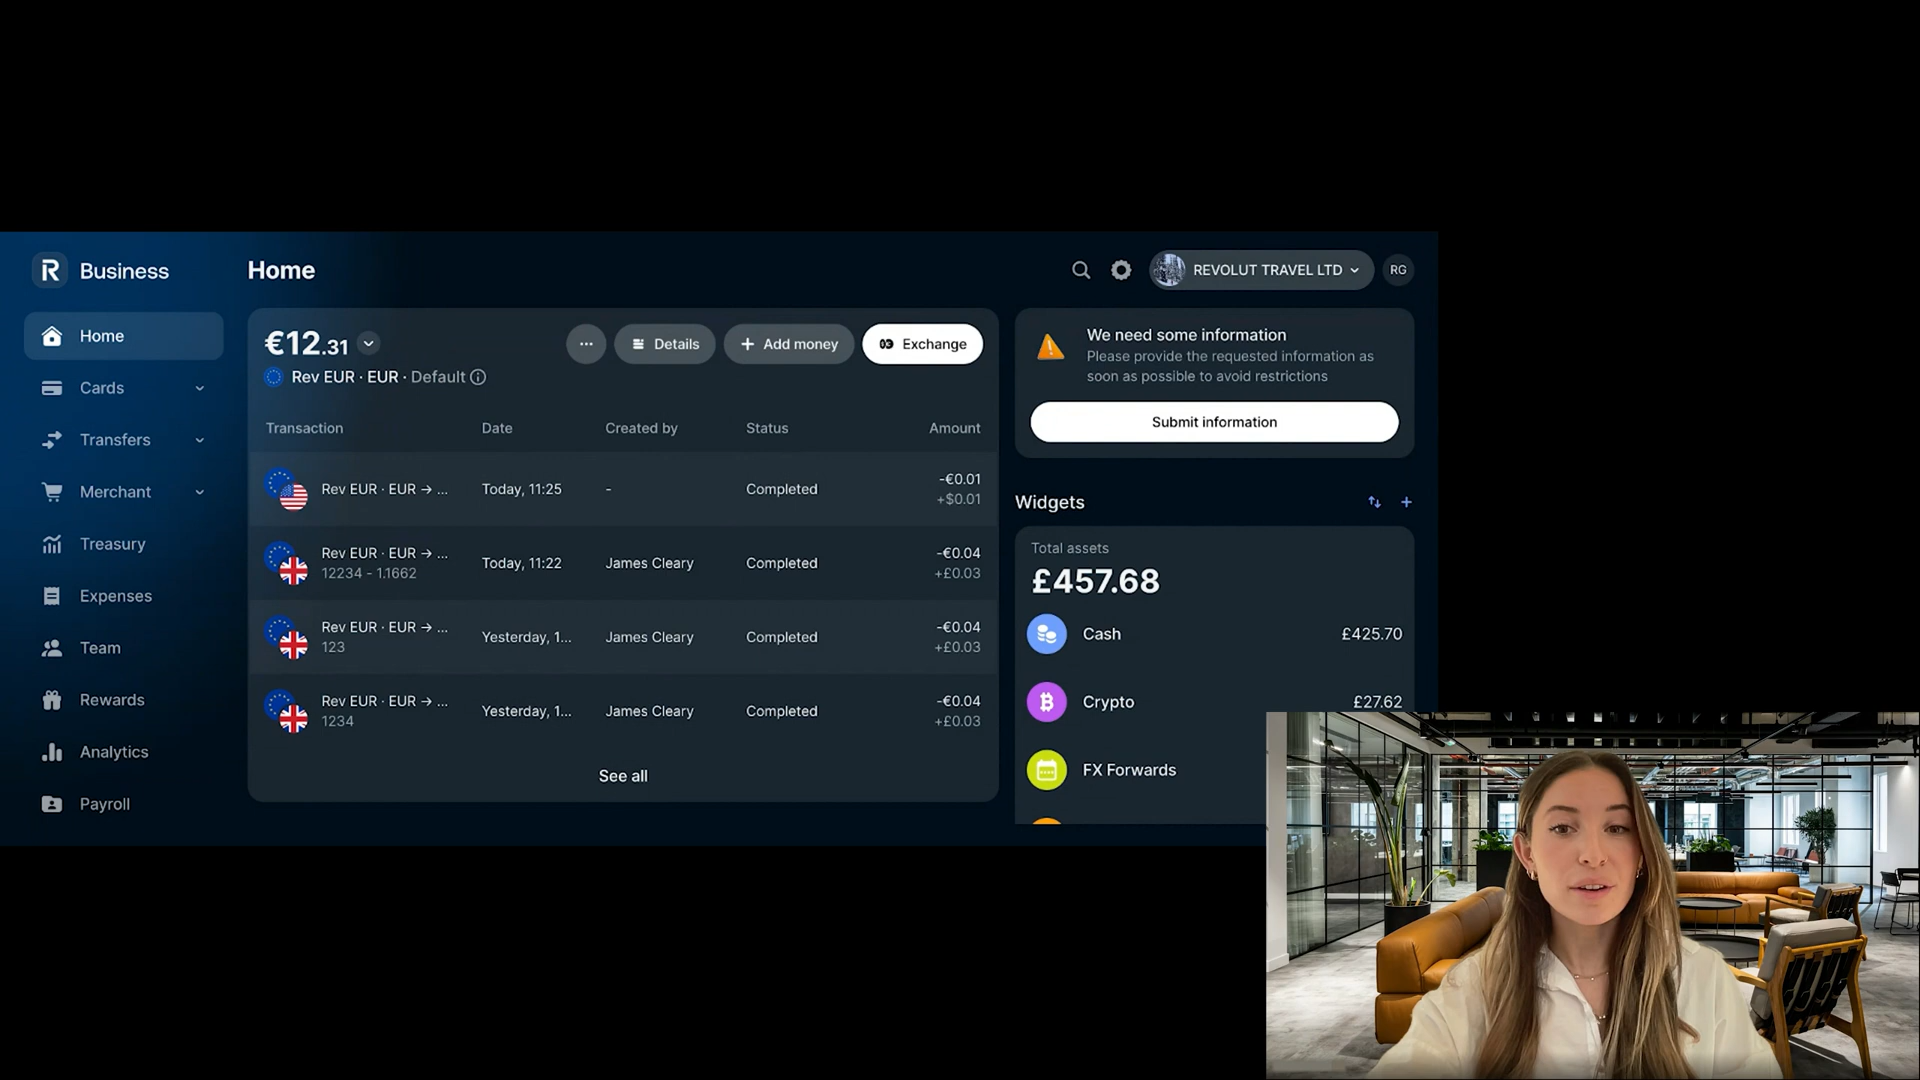 R Business
Home
Cards
Transfers
Merchant
Treasury
Expenses
Team
Rewards
Analytics
Payroll
Home
REVOLUT TRAVEL LTD
RG
€12.31
Rev EUR · EUR · Default
...
Details
Add money
Exchange
Transaction Date Created by Status Amount
Rev EUR · EUR → ... Today, 11:25 - Completed -€0.01
+$0.01
Rev EUR · EUR → ... Today, 11:22 James Cleary Completed -€0.04
12234 - 1.1662 +£0.03
Rev EUR · EUR → ... Yesterday, 1... James Cleary Completed -€0.04
123 +£0.03
Rev EUR · EUR → ... Yesterday, 1... James Cleary Completed -€0.04
1234 +£0.03
See all
We need some information
Please provide the requested information as
soon as possible to avoid restrictions
Submit information
Widgets
Total assets
£457.68
Cash £425.70
Crypto £27.62
FX Forwards